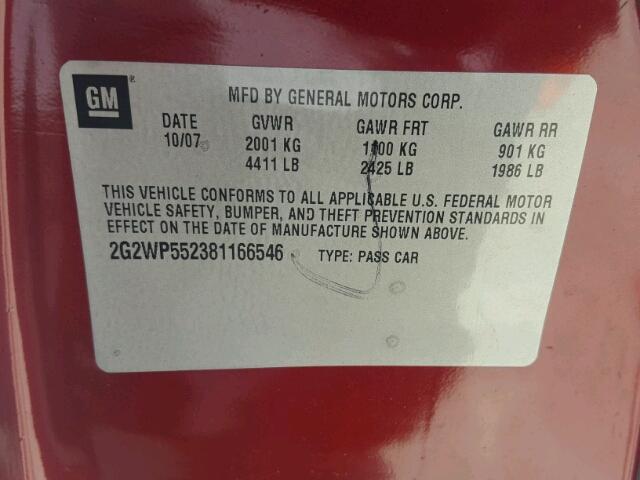 GM ®
MFD BY GENERAL MOTORS CORP.
DATE GVWR GAWR FRT GAWR RR
10/07 2001 KG 1100 KG 901 KG
4411 LB 2425 LB 1986 LB
THIS VEHICLE CONFORMS TO ALL APPLICABLE U.S. FEDERAL MOTOR
VEHICLE SAFETY, BUMPER, AND THEFT PREVENTION STANDARDS IN
EFFECT ON THE DATE OF MANUFACTURE SHOWN ABOVE.
2G2WP552381166546 TYPE: PASS CAR